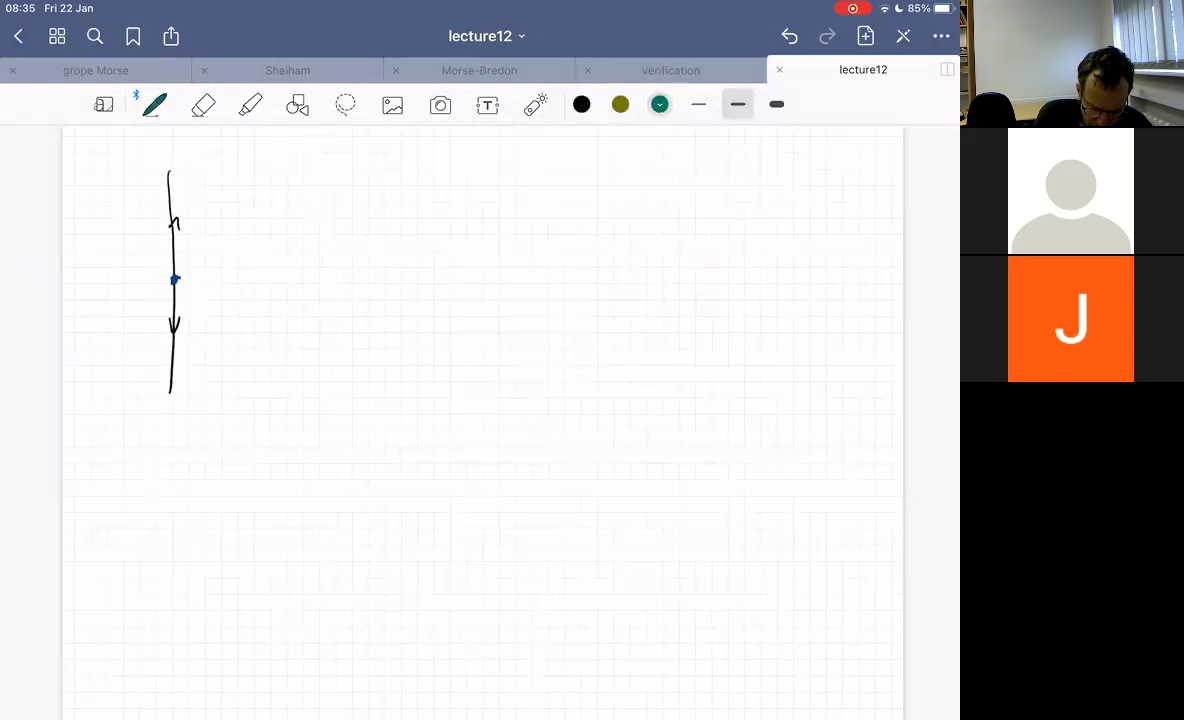 08:35 Fri 22 Jan
85%
lecture12
grope Morse
Sheiham
Morse-Bredon
verification
lecture12
T
J